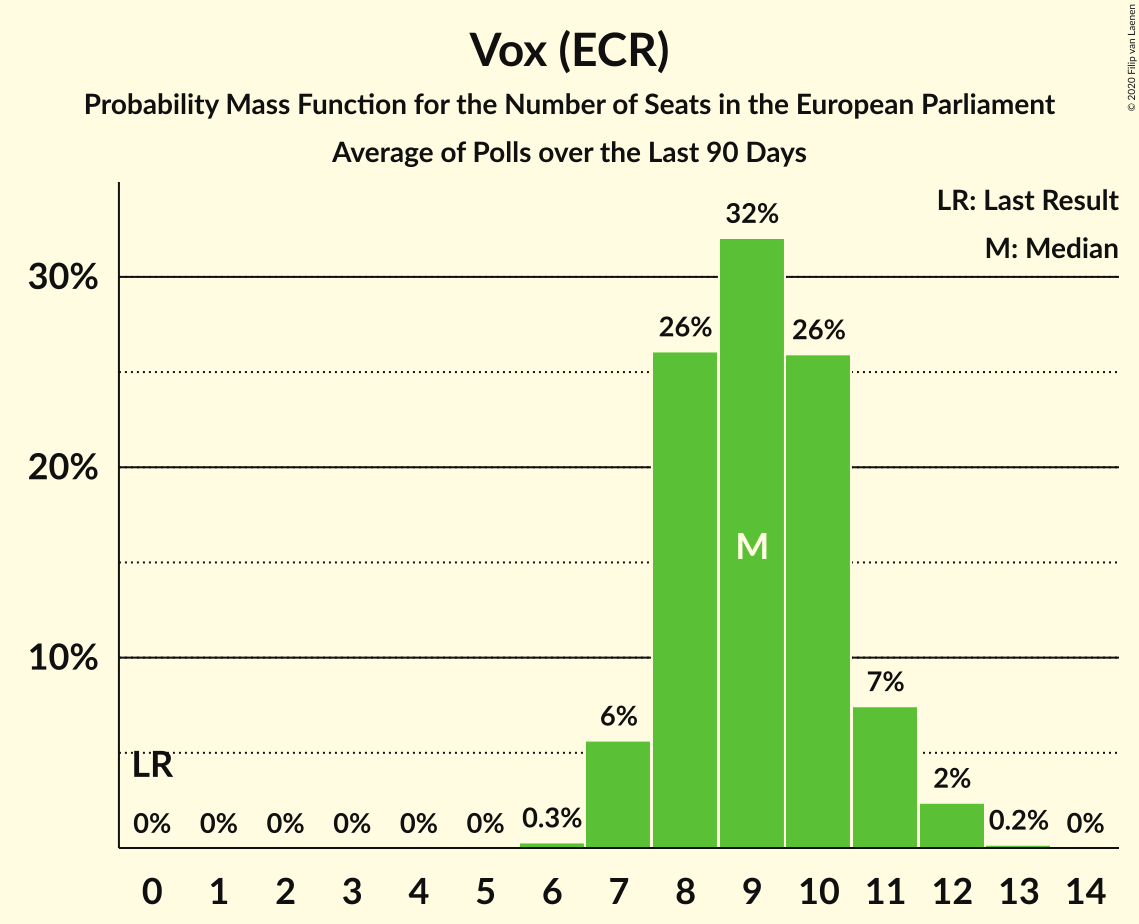 Vox (ECR)
Probability Mass Function for the Number of Seats in the European Parliament
Average of Polls over the Last 90 Days
© 2020 Filip van Laenen
LR: Last Result
M: Median
32%
30%
26%
26%
20%
M
10%
7%
6%
LR
2%
0%
0%
0%
0%
0%
0%
0.3%
0.2%
0%
0 1 2 3 4 5 6 7 8 9 10 11 12 13 14